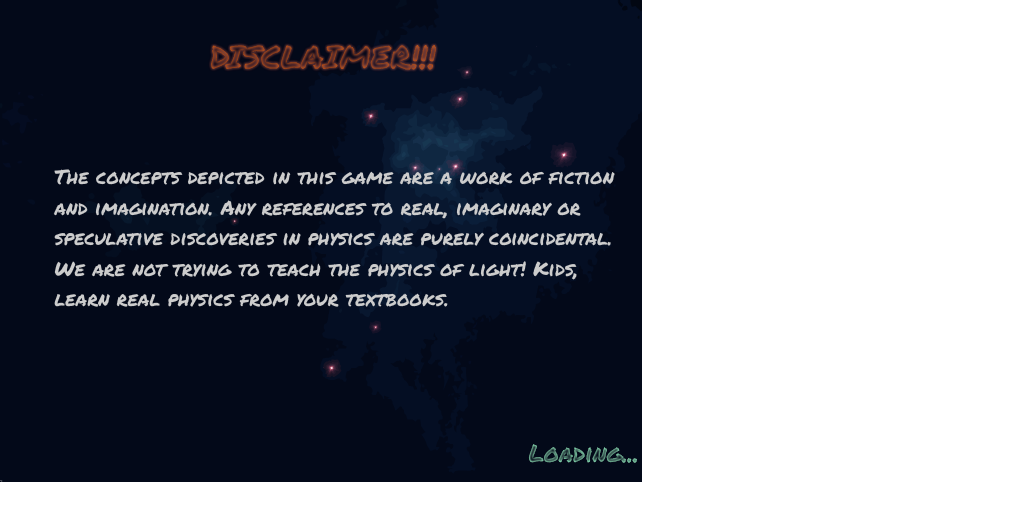 DISCLAIMER!!!
The concepts depicted in this game are a work of fiction
and imagination. Any references to real, imaginary or
speculative discoveries in physics are purely coincidental.
We are not trying to teach the physics of light! Kids,
learn real physics from your textbooks.
Loading...